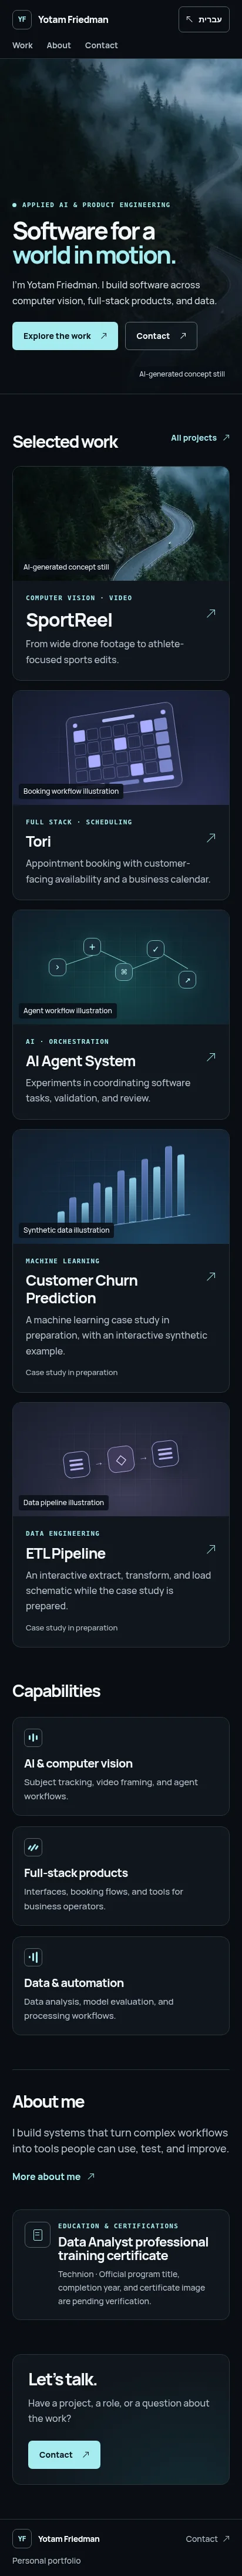 YF Yotam Friedman
עברית
Work About Contact
APPLIED AI & PRODUCT ENGINEERING
Software for a
world in motion.
I'm Yotam Friedman. I build software across
computer vision, full-stack products, and data.
Explore the work
Contact
AI-generated concept still
Selected work
All projects
AI-generated concept still
COMPUTER VISION · VIDEO
SportReel
From wide drone footage to athlete-
focused sports edits.
Booking workflow illustration
FULL STACK · SCHEDULING
Tori
Appointment booking with customer-
facing availability and a business calendar.
Agent workflow illustration
AI · ORCHESTRATION
AI Agent System
Experiments in coordinating software
tasks, validation, and review.
Synthetic data illustration
MACHINE LEARNING
Customer Churn
Prediction
A machine learning case study in
preparation, with an interactive synthetic
example.
Case study in preparation
Data pipeline illustration
DATA ENGINEERING
ETL Pipeline
An interactive extract, transform, and load
schematic while the case study is
prepared.
Case study in preparation
Capabilities
AI & computer vision
Subject tracking, video framing, and agent
workflows.
Full-stack products
Interfaces, booking flows, and tools for
business operators.
Data & automation
Data analysis, model evaluation, and
processing workflows.
About me
I build systems that turn complex workflows
into tools people can use, test, and improve.
More about me
EDUCATION & CERTIFICATIONS
Data Analyst professional
training certificate
Technion · Official program title,
completion year, and certificate image
are pending verification.
Let's talk.
Have a project, a role, or a question about
the work?
Contact
YF Yotam Friedman
Contact
Personal portfolio